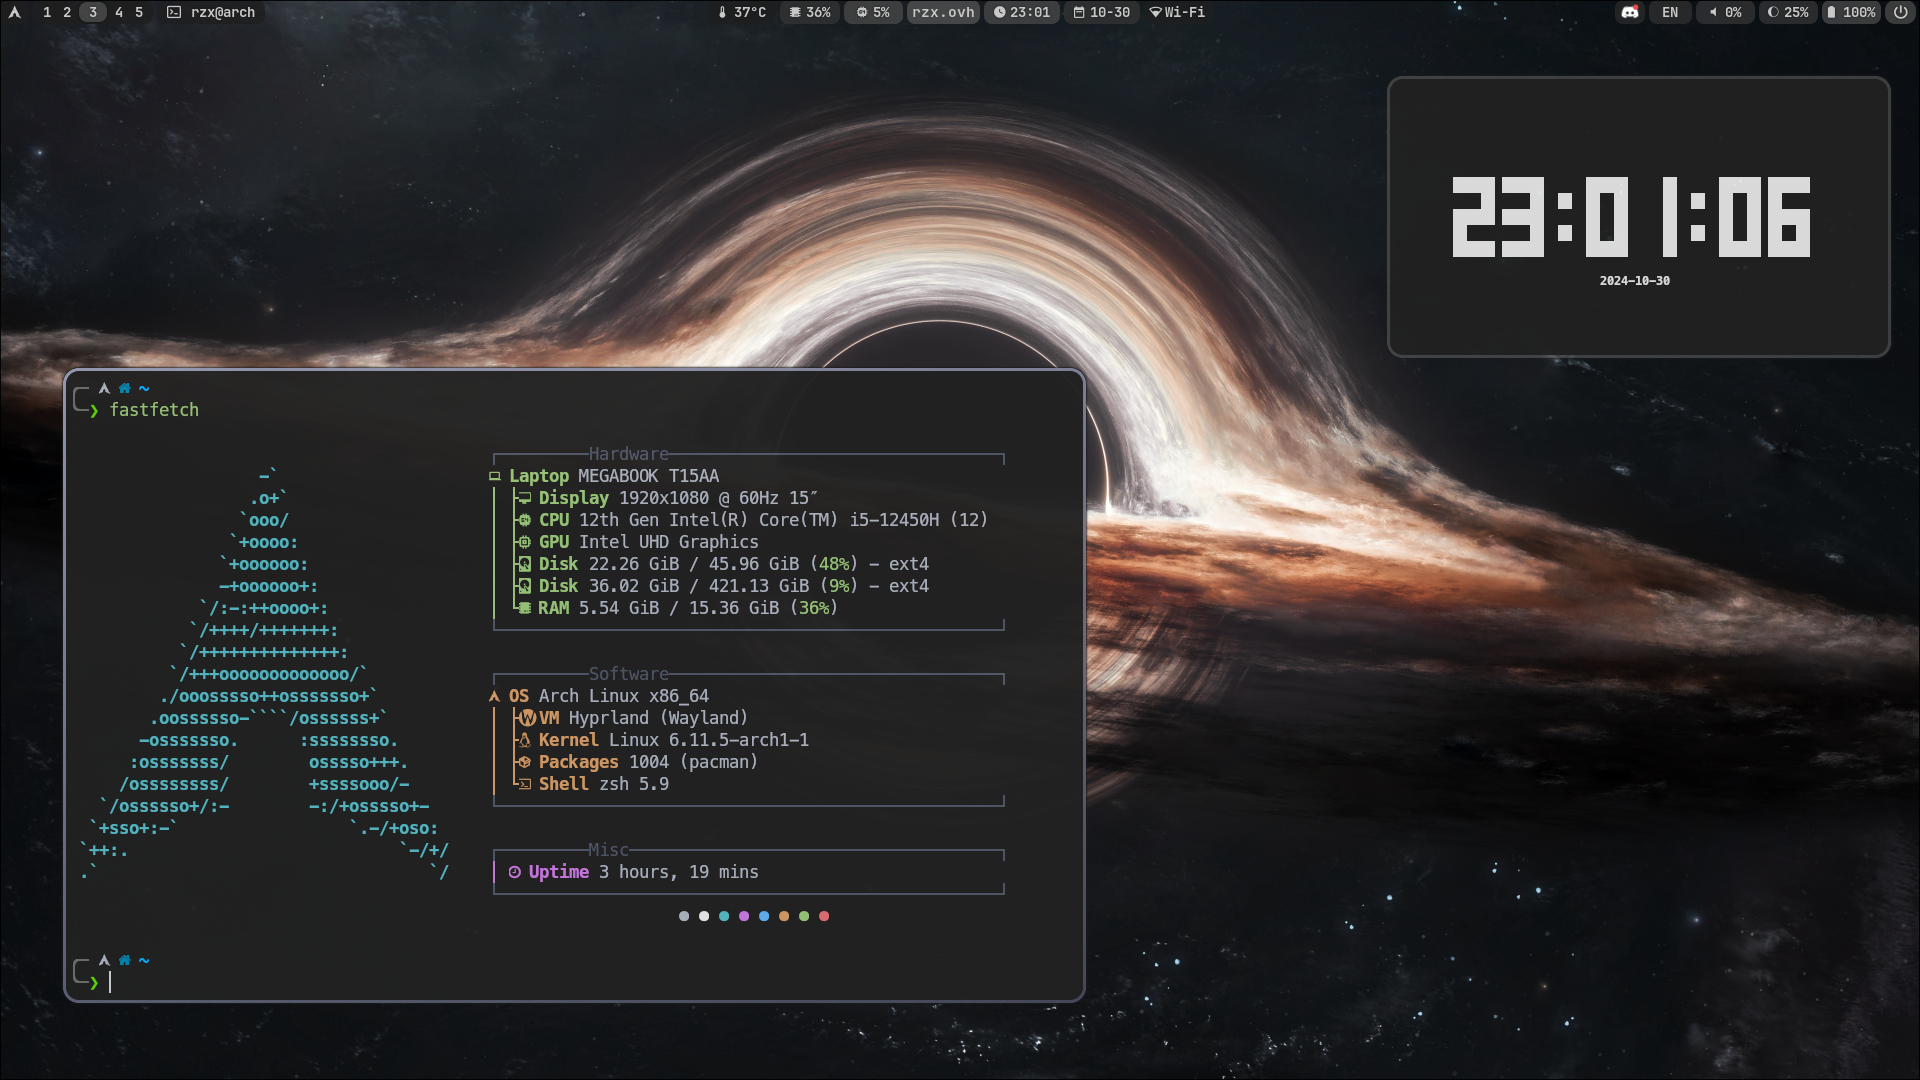 1 2 3 4 5 rzx@arch 37°C 36% 5% rzx.ovh 23:01 10-30 Wi-Fi EN 0% 25% 100%
23:01:06
2024-10-30
~
❯ fastfetch
-`
.o+`
`ooo/
`+oooo:
`+oooooo:
-+oooooo+:
`/:-:++oooo+:
`/++++/+++++++:
`/++++++++++++++:
`/+++ooooooooooooo/`
./ooosssso++osssssso+`
.oossssso-````/ossssss+`
-osssssso. :ssssssso.
:osssssss/ osssso+++.
/ossssssss/ +ssssooo/-
`/ossssso+/:- -:/+osssso+-
`+sso+:-` `.-/+oso:
`++:. `-/+/
.` `/
Hardware
Laptop MEGABOOK T15AA
Display 1920x1080 @ 60Hz 15″
CPU 12th Gen Intel(R) Core(TM) i5-12450H (12)
GPU Intel UHD Graphics
Disk 22.26 GiB / 45.96 GiB (48%) - ext4
Disk 36.02 GiB / 421.13 GiB (9%) - ext4
RAM 5.54 GiB / 15.36 GiB (36%)
Software
OS Arch Linux x86_64
VM Hyprland (Wayland)
Kernel Linux 6.11.5-arch1-1
Packages 1004 (pacman)
Shell zsh 5.9
Misc
Uptime 3 hours, 19 mins
~
❯